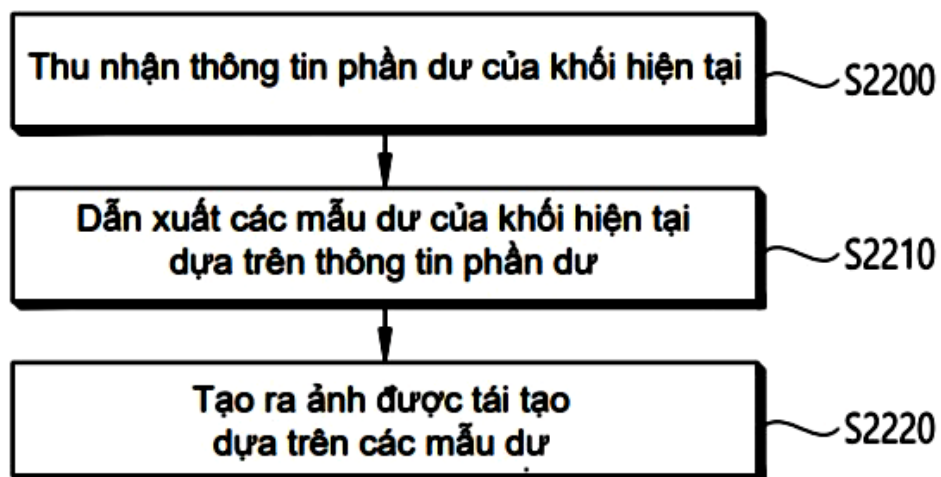 Thu nhận thông tin phần dư của khối hiện tại
S2200
Dẫn xuất các mẫu dư của khối hiện tại
dựa trên thông tin phần dư
S2210
Tạo ra ảnh được tái tạo
dựa trên các mẫu dư
S2220